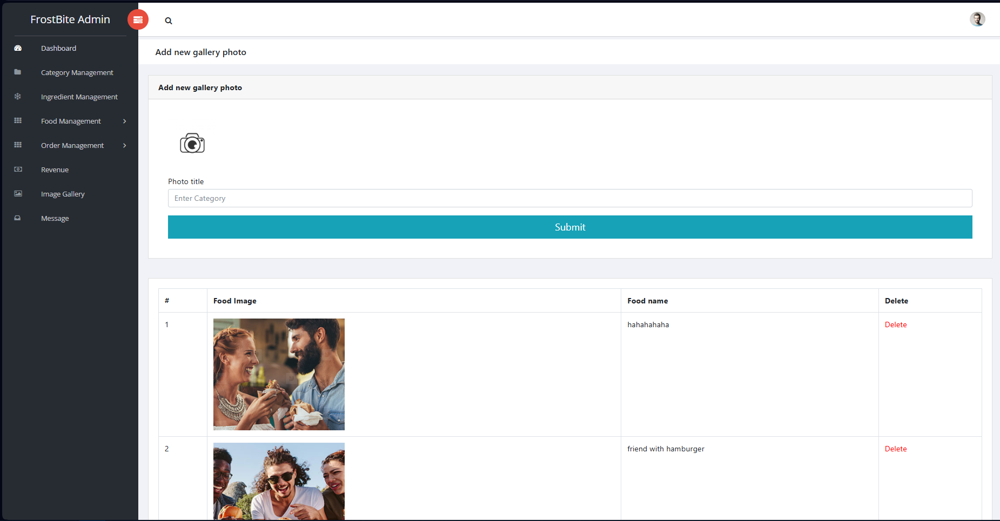 FrostBite Admin
Dashboard
Category Management
Ingredient Management
Food Management
Order Management
Revenue
Image Gallery
Message
Add new gallery photo
Add new gallery photo
Photo title
Enter Category
Submit
# Food Image Food name Delete
1 hahahahaha Delete
2 friend with hamburger Delete